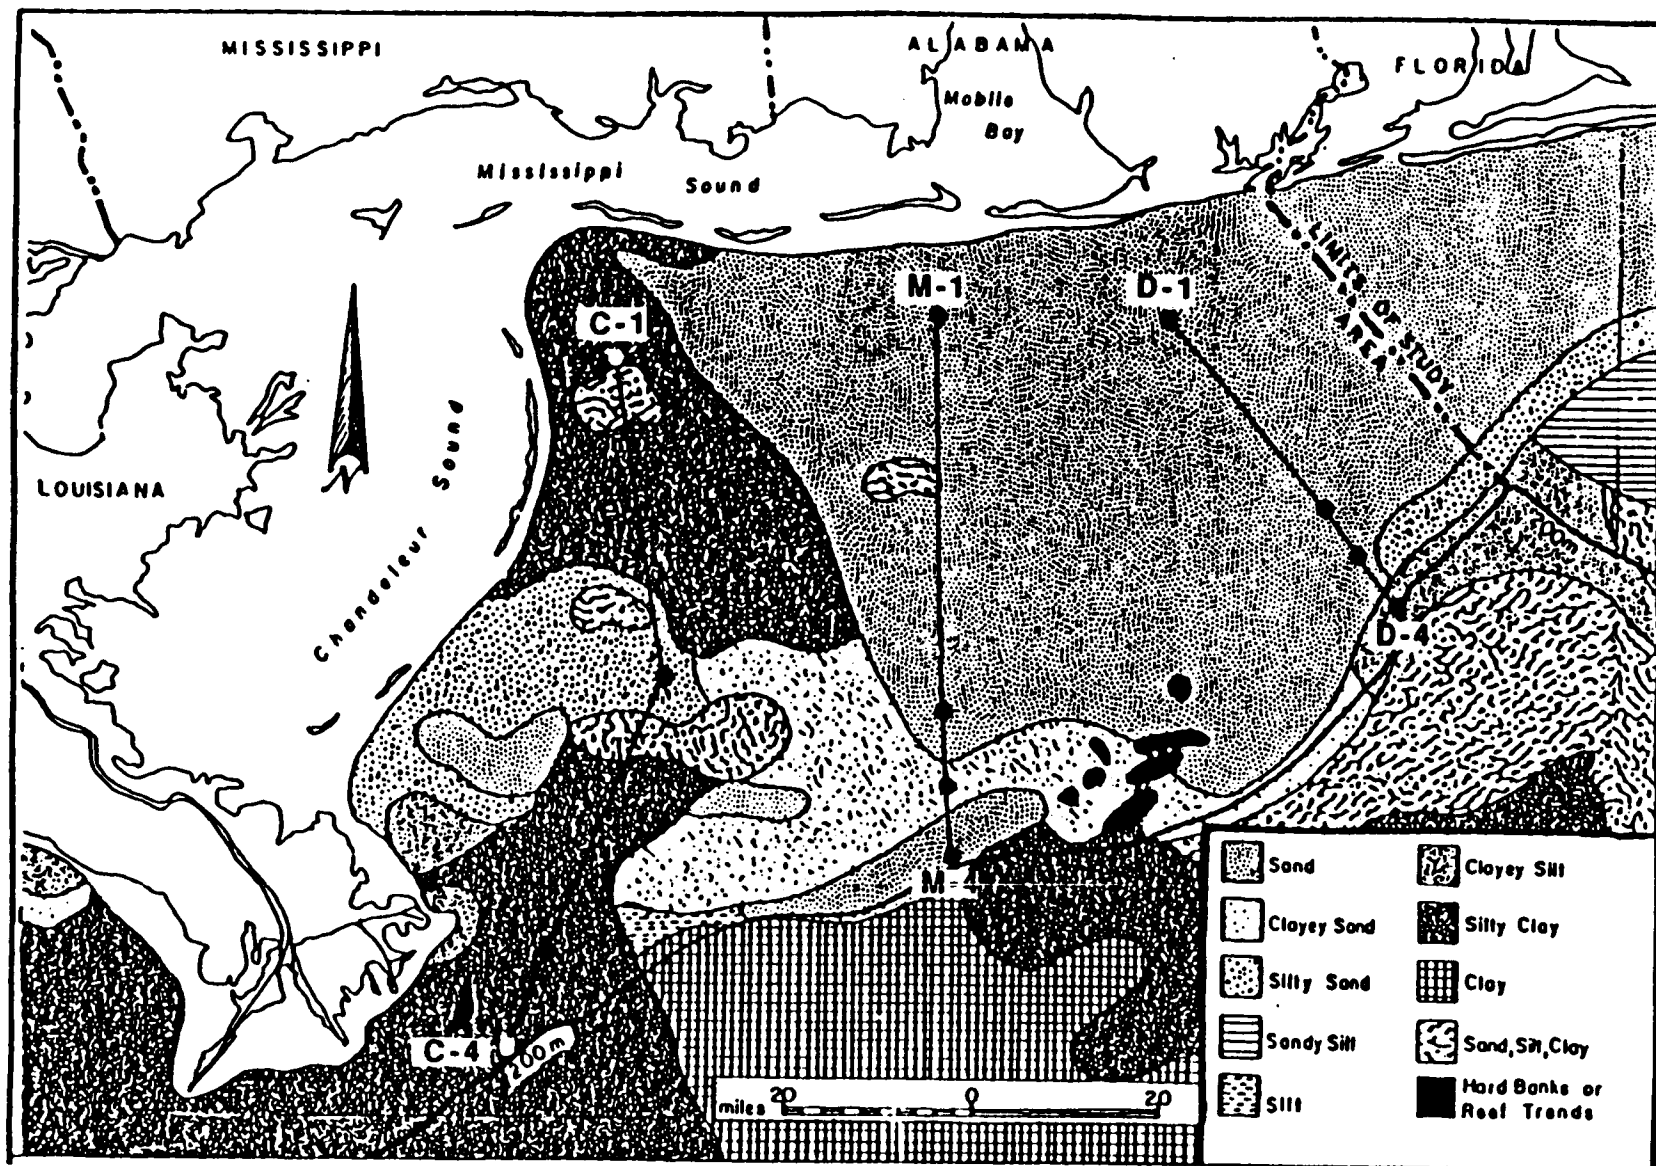 MISSISSIPPI
ALABAMA
FLORIDA
Mobile
Bay
Mississippi Sound
LIMITS OF STUDY
AREA
M-1
D-1
C-1
Chandeleur Sound
LOUISIANA
100m
D-4
M-
C-4
200m
miles
20 0 20
Sand
Clayey Sand
Silty Sand
Sandy Silt
Silt
Clayey Silt
Silty Clay
Clay
Sand, Silt, Clay
Hard Banks or
Reef Trends